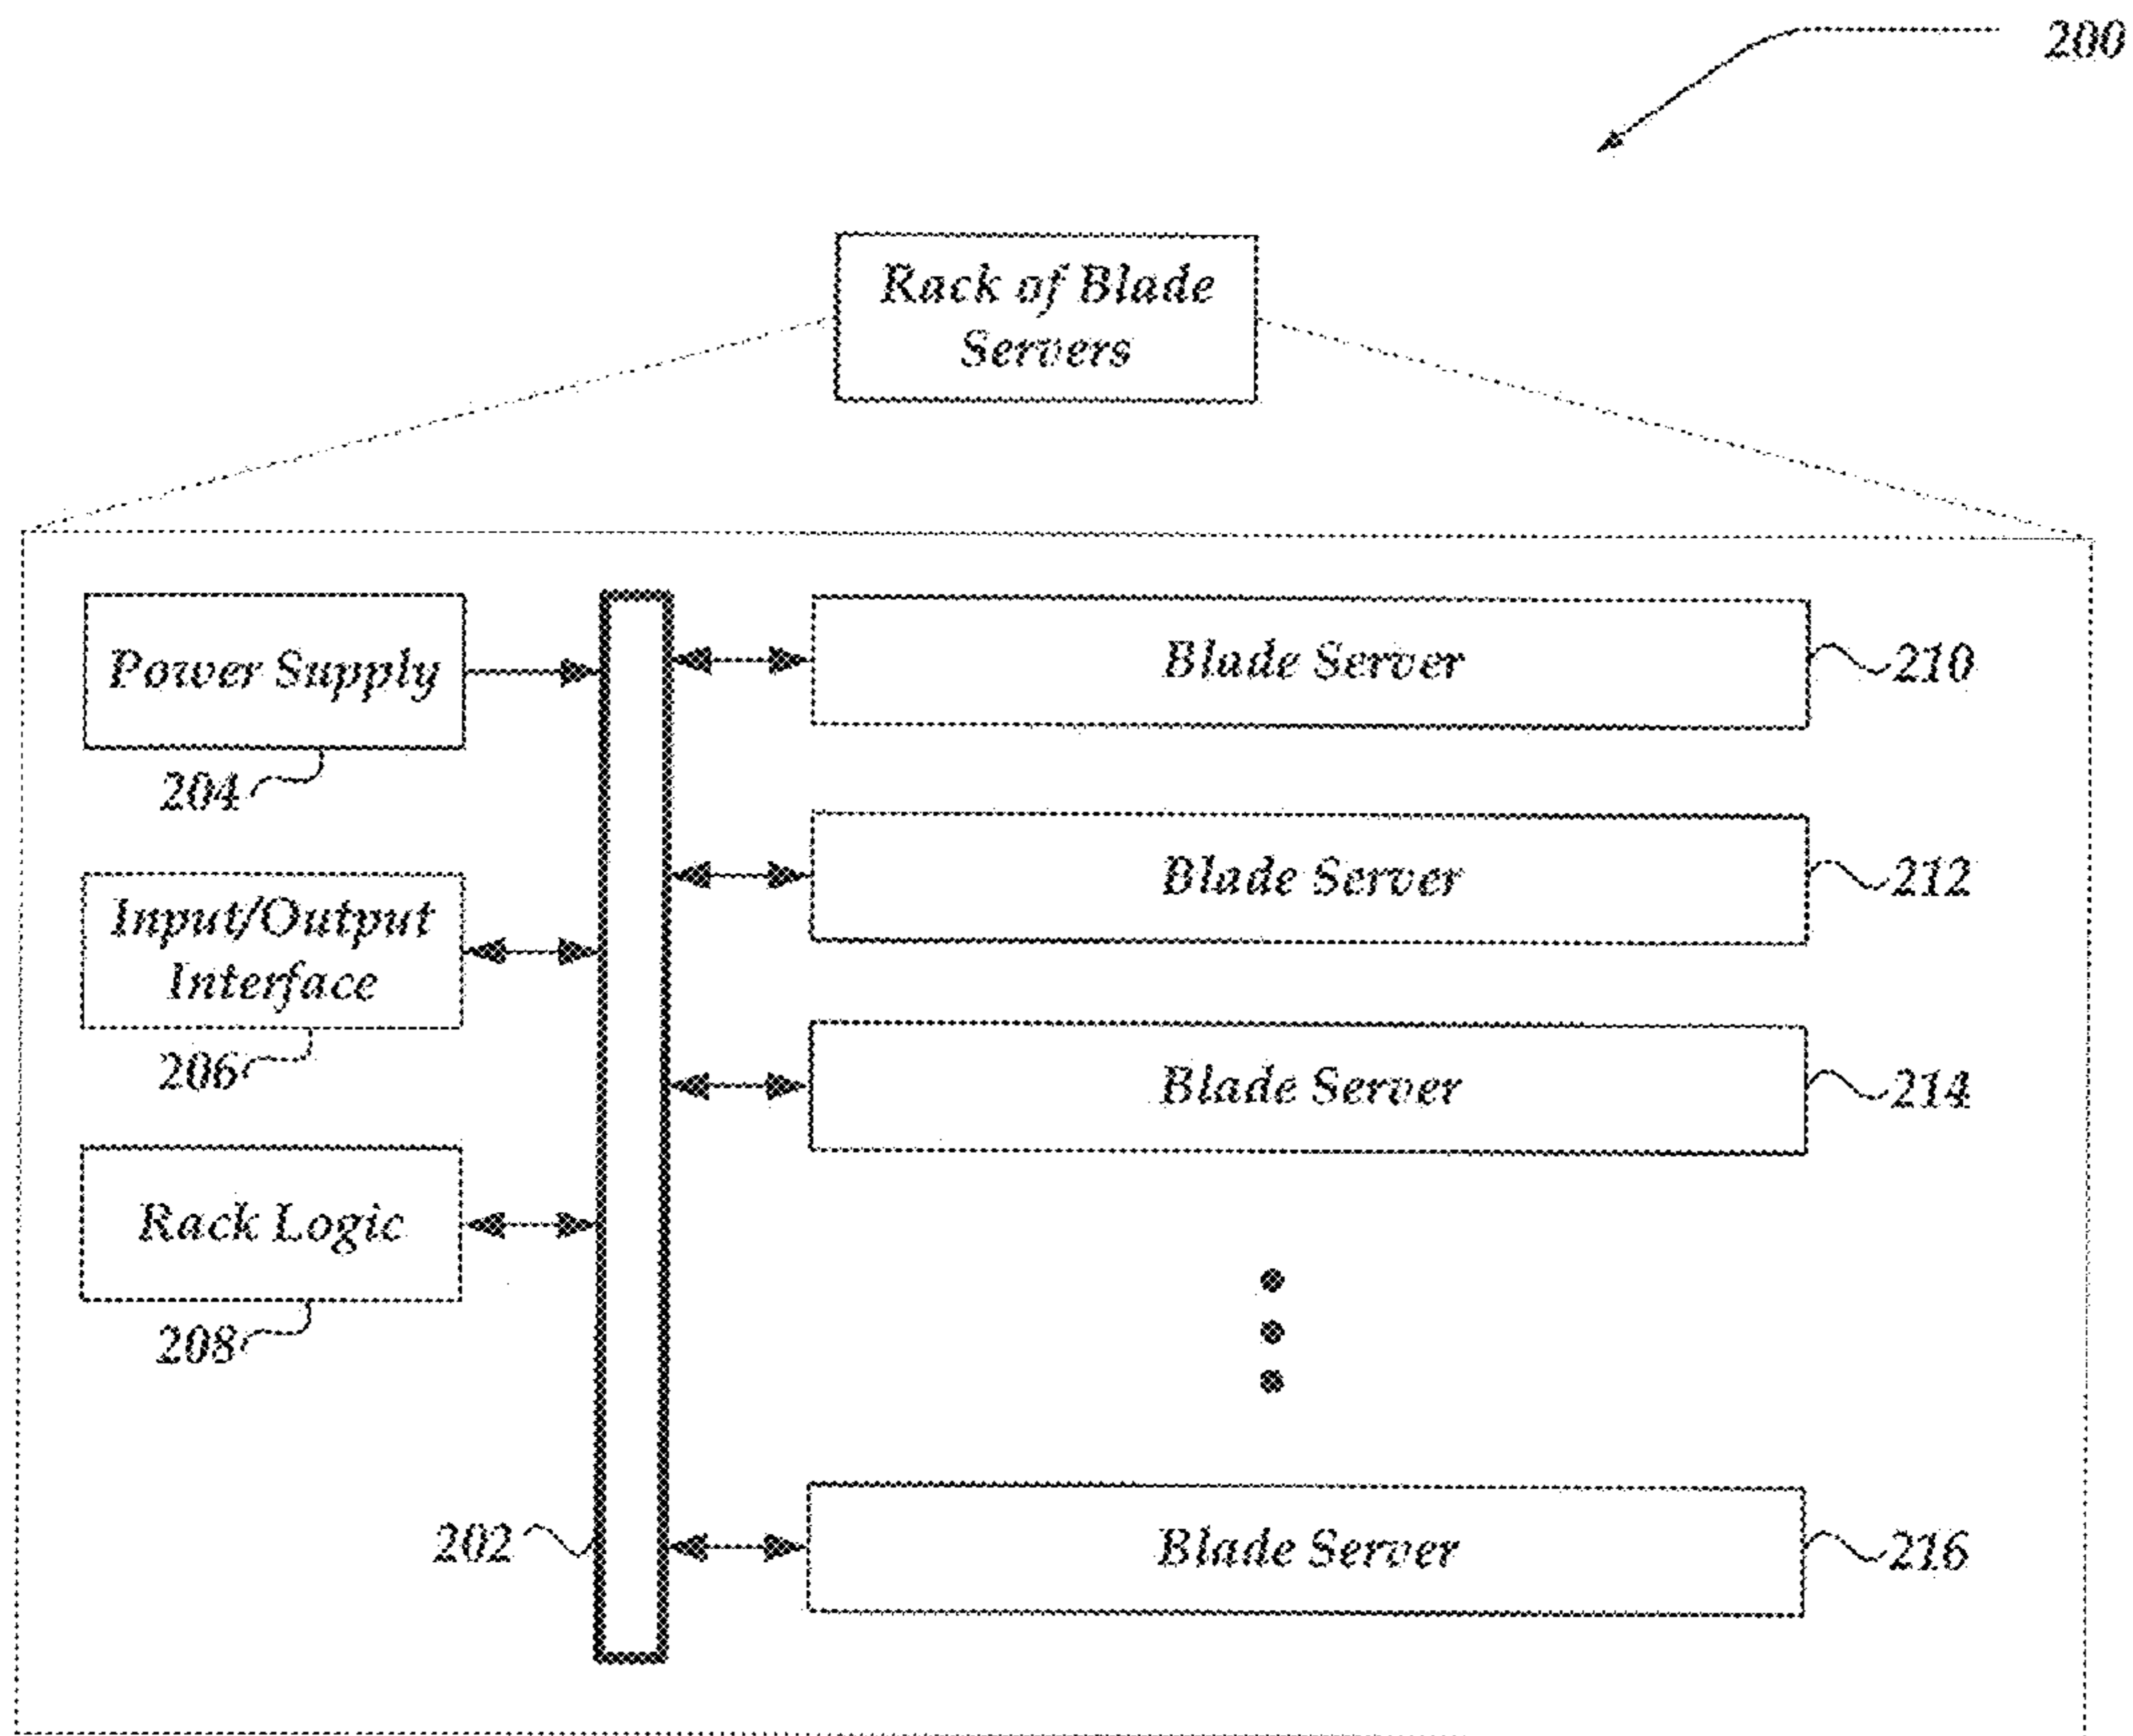 200
Rack of Blade
Servers
Power Supply
204
Input/Output
Interface
206
Rack Logic
208
202
Blade Server
210
Blade Server
212
Blade Server
214
Blade Server
216